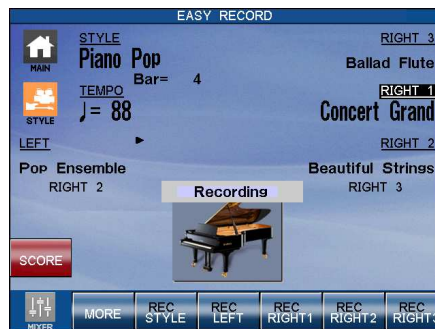 EASY RECORD
MAIN
STYLE
Piano Pop
Bar= 4
RIGHT 3
Ballad Flute
STYLE
TEMPO
♩= 88
RIGHT 1
Concert Grand
LEFT
Pop Ensemble
RIGHT 2
RIGHT 2
Beautiful Strings
RIGHT 3
Recording
SCORE
MIXER
MORE
REC STYLE
REC LEFT
REC RIGHT1
REC RIGHT2
REC RIGHT3